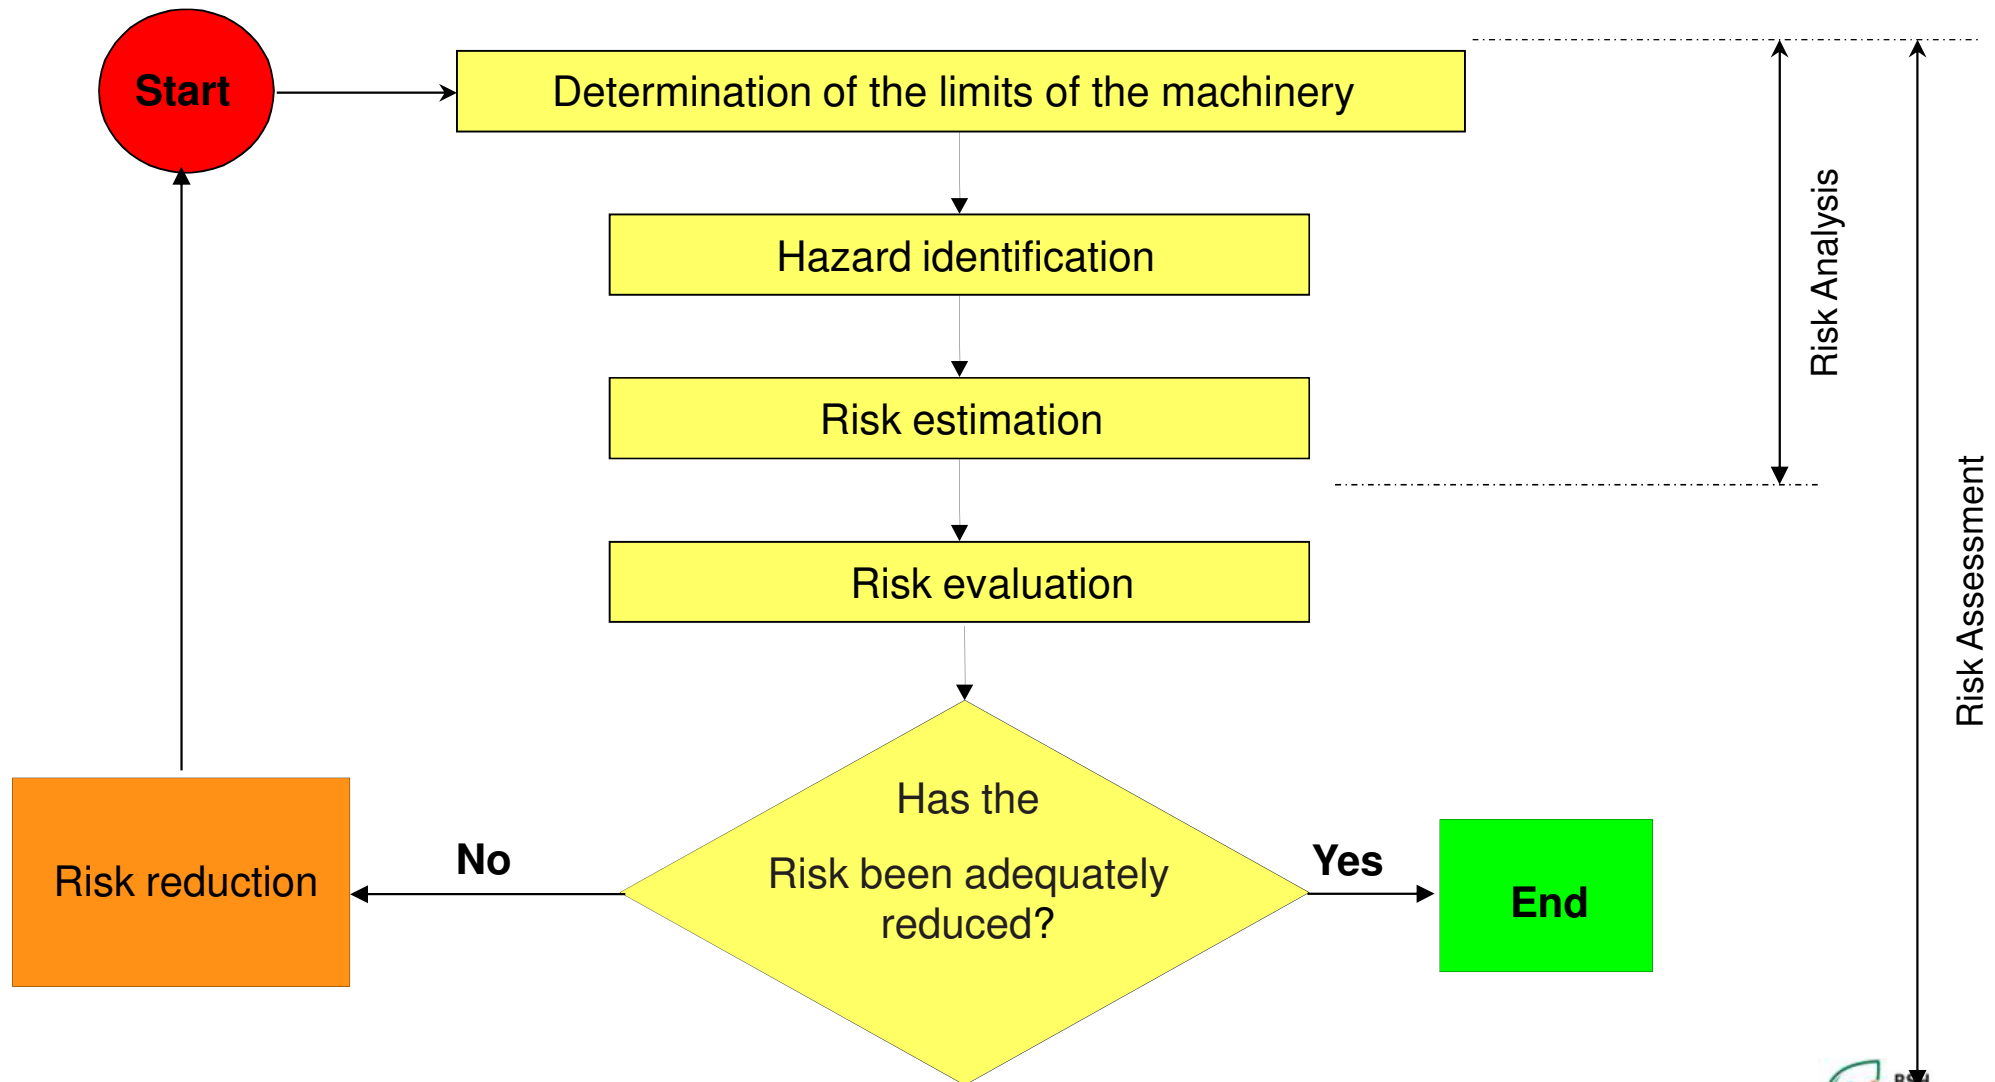 Start
Determination of the limits of the machinery
Hazard identification
Risk estimation
Risk evaluation
Has the
Risk been adequately
reduced?
No
Yes
Risk reduction
End
Risk Analysis
Risk Assessment